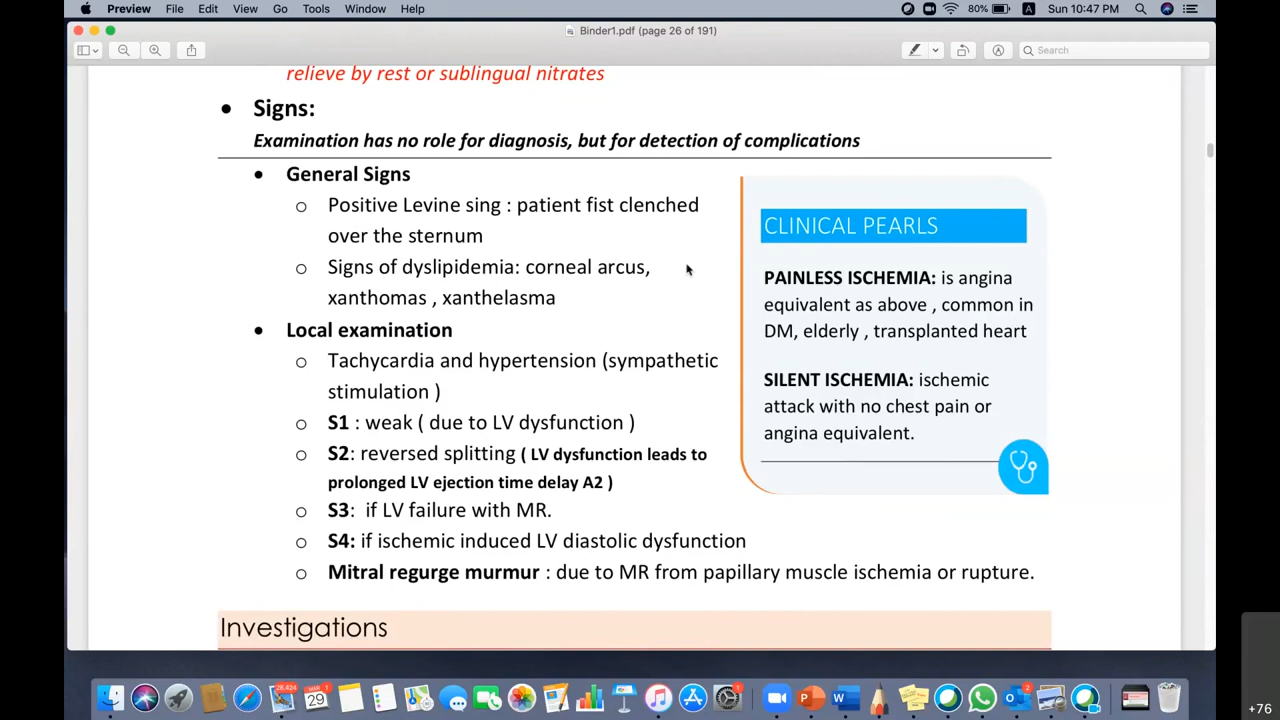 Preview File Edit View Go Tools Window Help
80% A Sun 10:47 PM
Binder1.pdf (page 26 of 191)
Search
relieve by rest or sublingual nitrates
• Signs:
Examination has no role for diagnosis, but for detection of complications
• General Signs
o Positive Levine sing : patient fist clenched
over the sternum
o Signs of dyslipidemia: corneal arcus,
xanthomas , xanthelasma
• Local examination
o Tachycardia and hypertension (sympathetic
stimulation )
o S1 : weak ( due to LV dysfunction )
o S2: reversed splitting ( LV dysfunction leads to
prolonged LV ejection time delay A2 )
o S3: if LV failure with MR.
o S4: if ischemic induced LV diastolic dysfunction
o Mitral regurge murmur : due to MR from papillary muscle ischemia or rupture.
CLINICAL PEARLS
PAINLESS ISCHEMIA: is angina
equivalent as above , common in
DM, elderly , transplanted heart
SILENT ISCHEMIA: ischemic
attack with no chest pain or
angina equivalent.
Investigations
28,424
29
1
2
+76